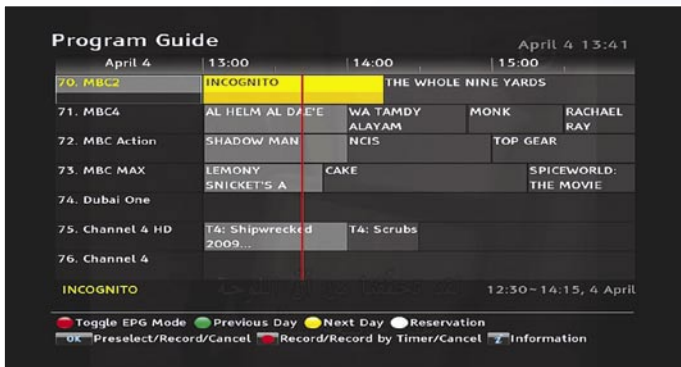 Program Guide
April 4 13:41
April 4 13:00 14:00 15:00
70. MBC2 INCOGNITO THE WHOLE NINE YARDS
71. MBC4 AL HELM AL DAE'E WA TAMDY ALAYAM MONK RACHAEL RAY
72. MBC Action SHADOW MAN NCIS TOP GEAR
73. MBC MAX LEMONY SNICKET'S A CAKE SPICEWORLD: THE MOVIE
74. Dubai One
75. Channel 4 HD T4: Shipwrecked 2009... T4: Scrubs
76. Channel 4
INCOGNITO 12:30~14:15, 4 April
Toggle EPG Mode Previous Day Next Day Reservation
OK Preselect/Record/Cancel Record/Record by Timer/Cancel i Information